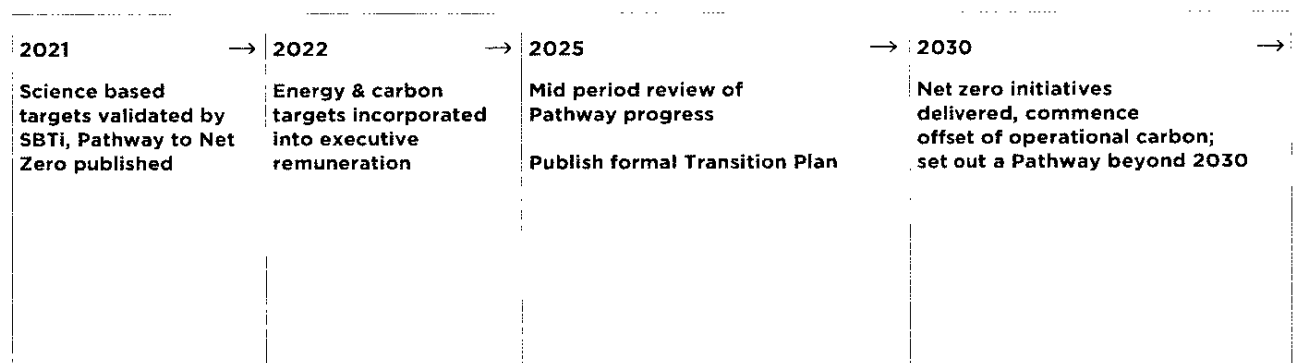 2021 →
Science based
targets validated by
SBTi, Pathway to Net
Zero published
2022 →
Energy & carbon
targets incorporated
into executive
remuneration
2025 →
Mid period review of
Pathway progress
Publish formal Transition Plan
2030 →
Net zero initiatives
delivered, commence
offset of operational carbon;
set out a Pathway beyond 2030